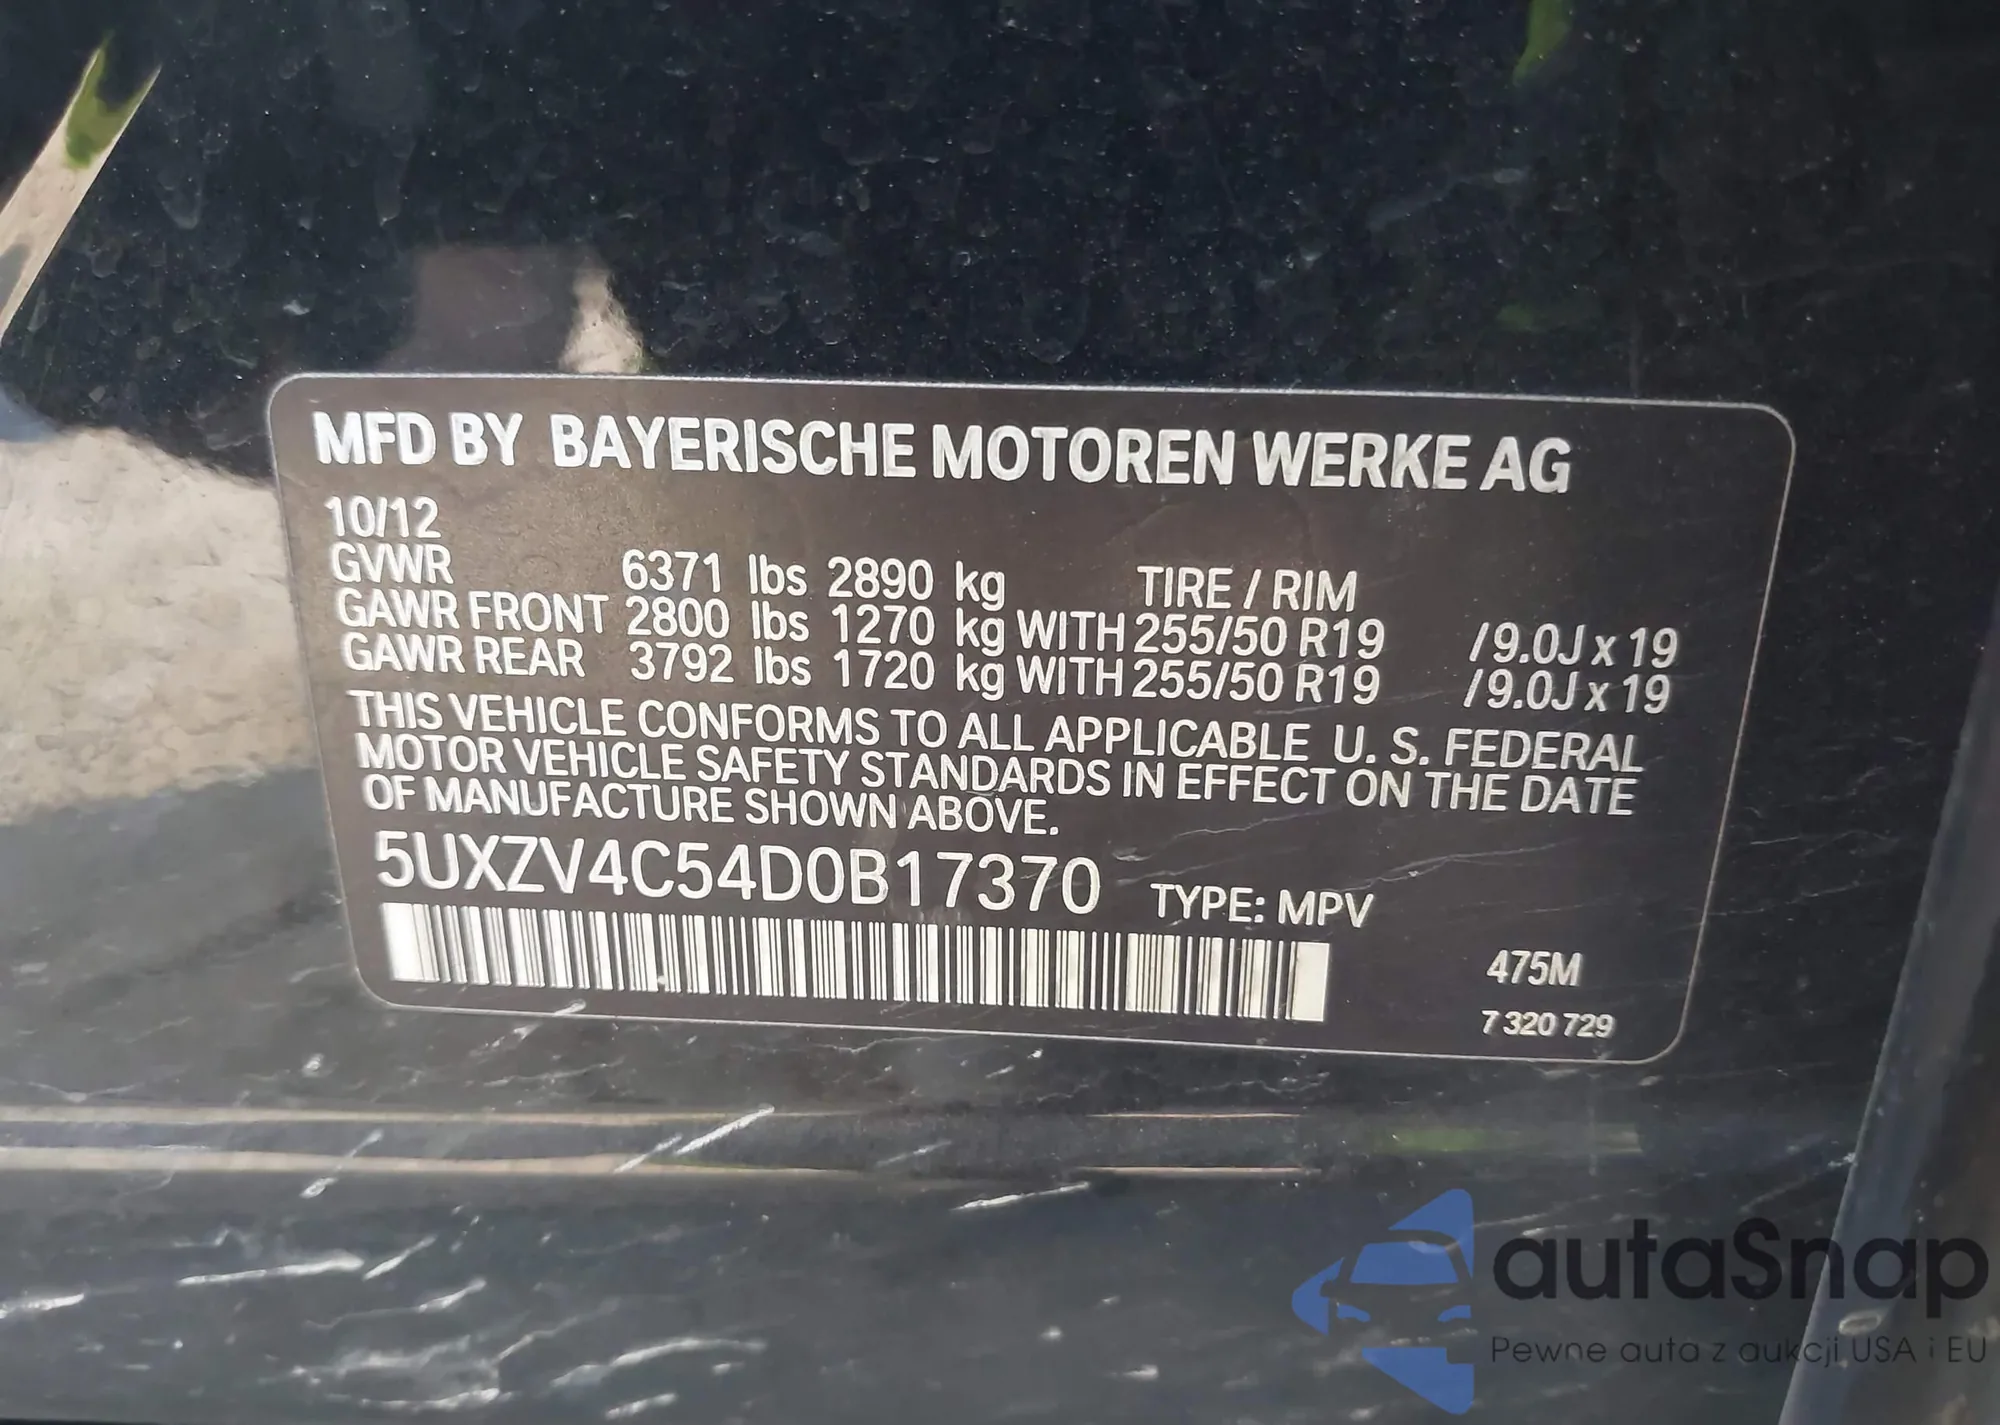 MFD BY BAYERISCHE MOTOREN WERKE AG
10/12
GVWR 6371 lbs 2890 kg TIRE / RIM
GAWR FRONT 2800 lbs 1270 kg WITH 255/50 R19 /9.0J x 19
GAWR REAR 3792 lbs 1720 kg WITH 255/50 R19 /9.0J x 19
THIS VEHICLE CONFORMS TO ALL APPLICABLE U. S. FEDERAL
MOTOR VEHICLE SAFETY STANDARDS IN EFFECT ON THE DATE
OF MANUFACTURE SHOWN ABOVE.
5UXZV4C54D0B17370 TYPE: MPV
475M
7 320 729
autaSnap
Pewne auta z aukcji USA i EU